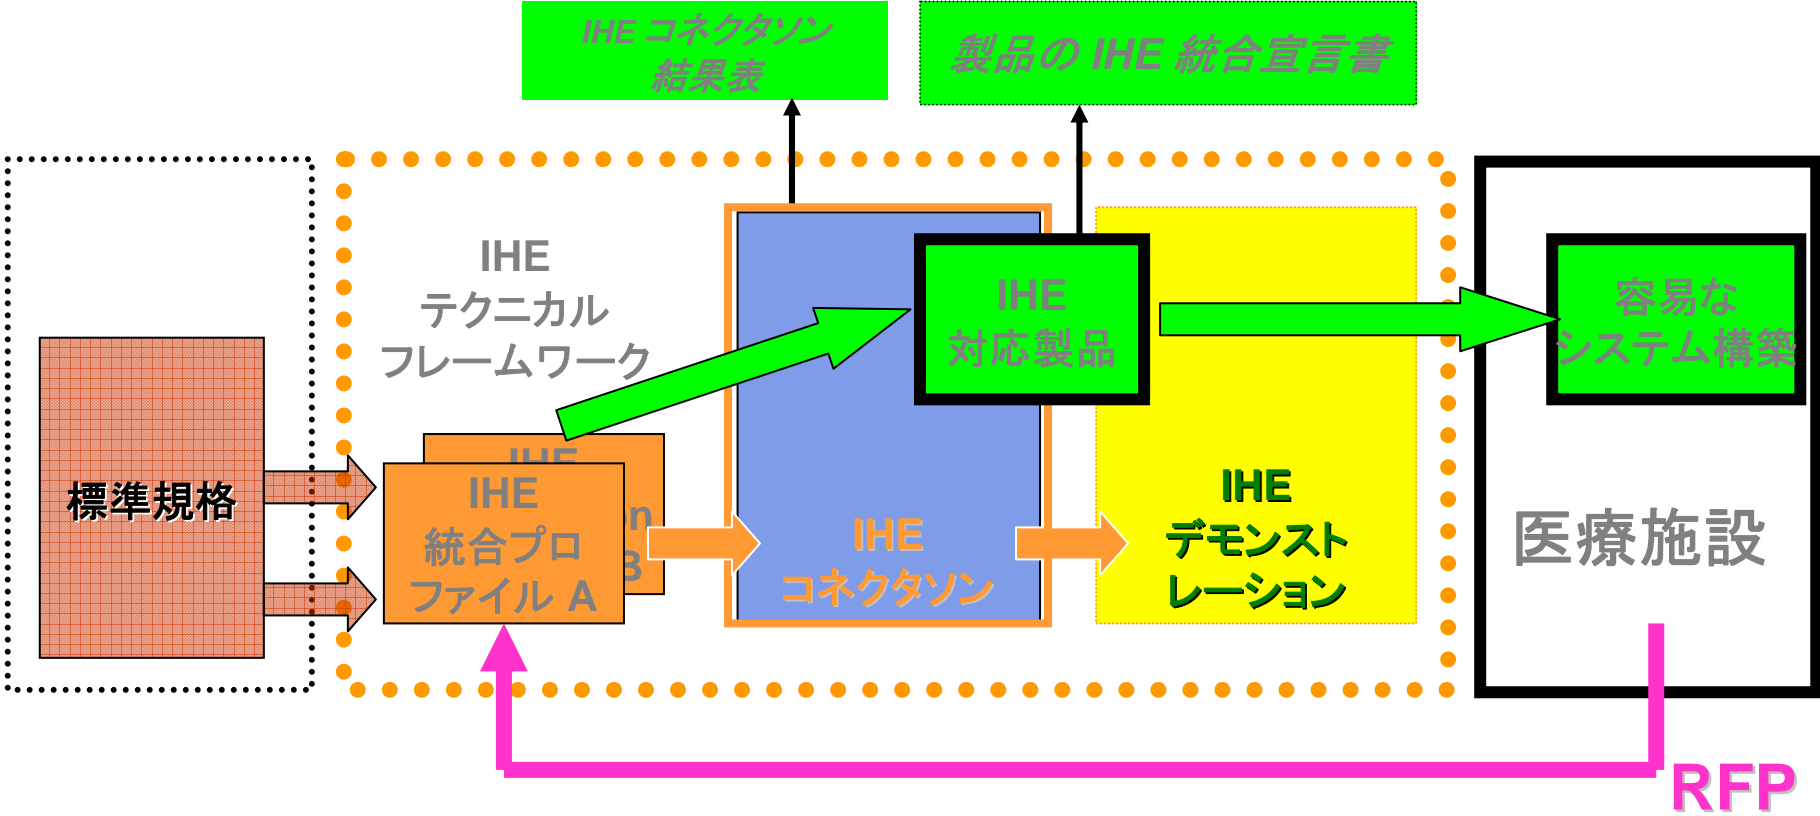 IHE コネクタソン
結果表
製品の IHE 統合宣言書
IHE
テクニカル
フレームワーク
IHE
対応製品
容易な
システム構築
標準規格
IHE
IHE
統合プロ
ファイル A
on
B
IHE
コネクタソン
IHE
デモンスト
レーション
医療施設
RFP